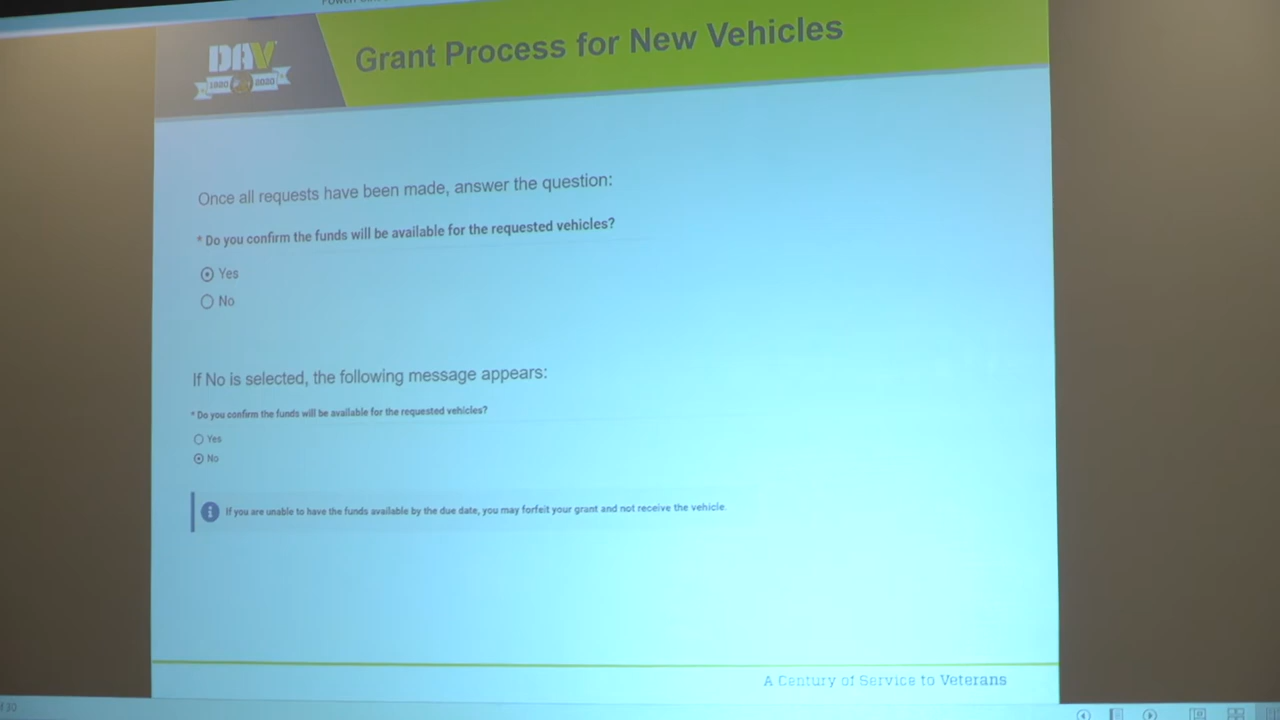 DAV
1920 2020
Grant Process for New Vehicles
Once all requests have been made, answer the question:
* Do you confirm the funds will be available for the requested vehicles?
Yes
No
If No is selected, the following message appears:
* Do you confirm the funds will be available for the requested vehicles?
Yes
No
If you are unable to have the funds available by the due date, you may forfeit your grant and not receive the vehicle.
A Century of Service to Veterans